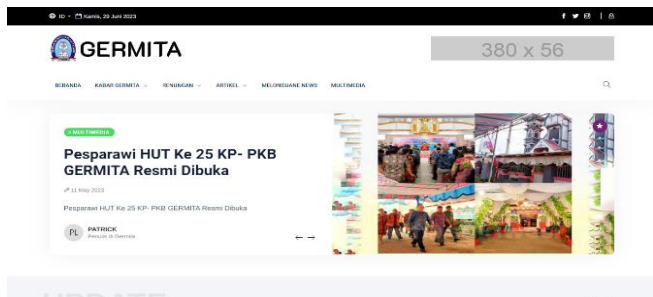 ID
Kamis, 29 Juni 2023
GERMITA
380 x 56
BERANDA KABAR GERMITA RENUNGAN ARTIKEL MELONGUANE NEWS MULTIMEDIA
# MULTIMEDIA
Pesparawi HUT Ke 25 KP- PKB
GERMITA Resmi Dibuka
11 May 2023
Pesparawi HUT Ke 25 KP- PKB GERMITA Resmi Dibuka
PL
PATRICK
Penulis di Germita
UPDATE